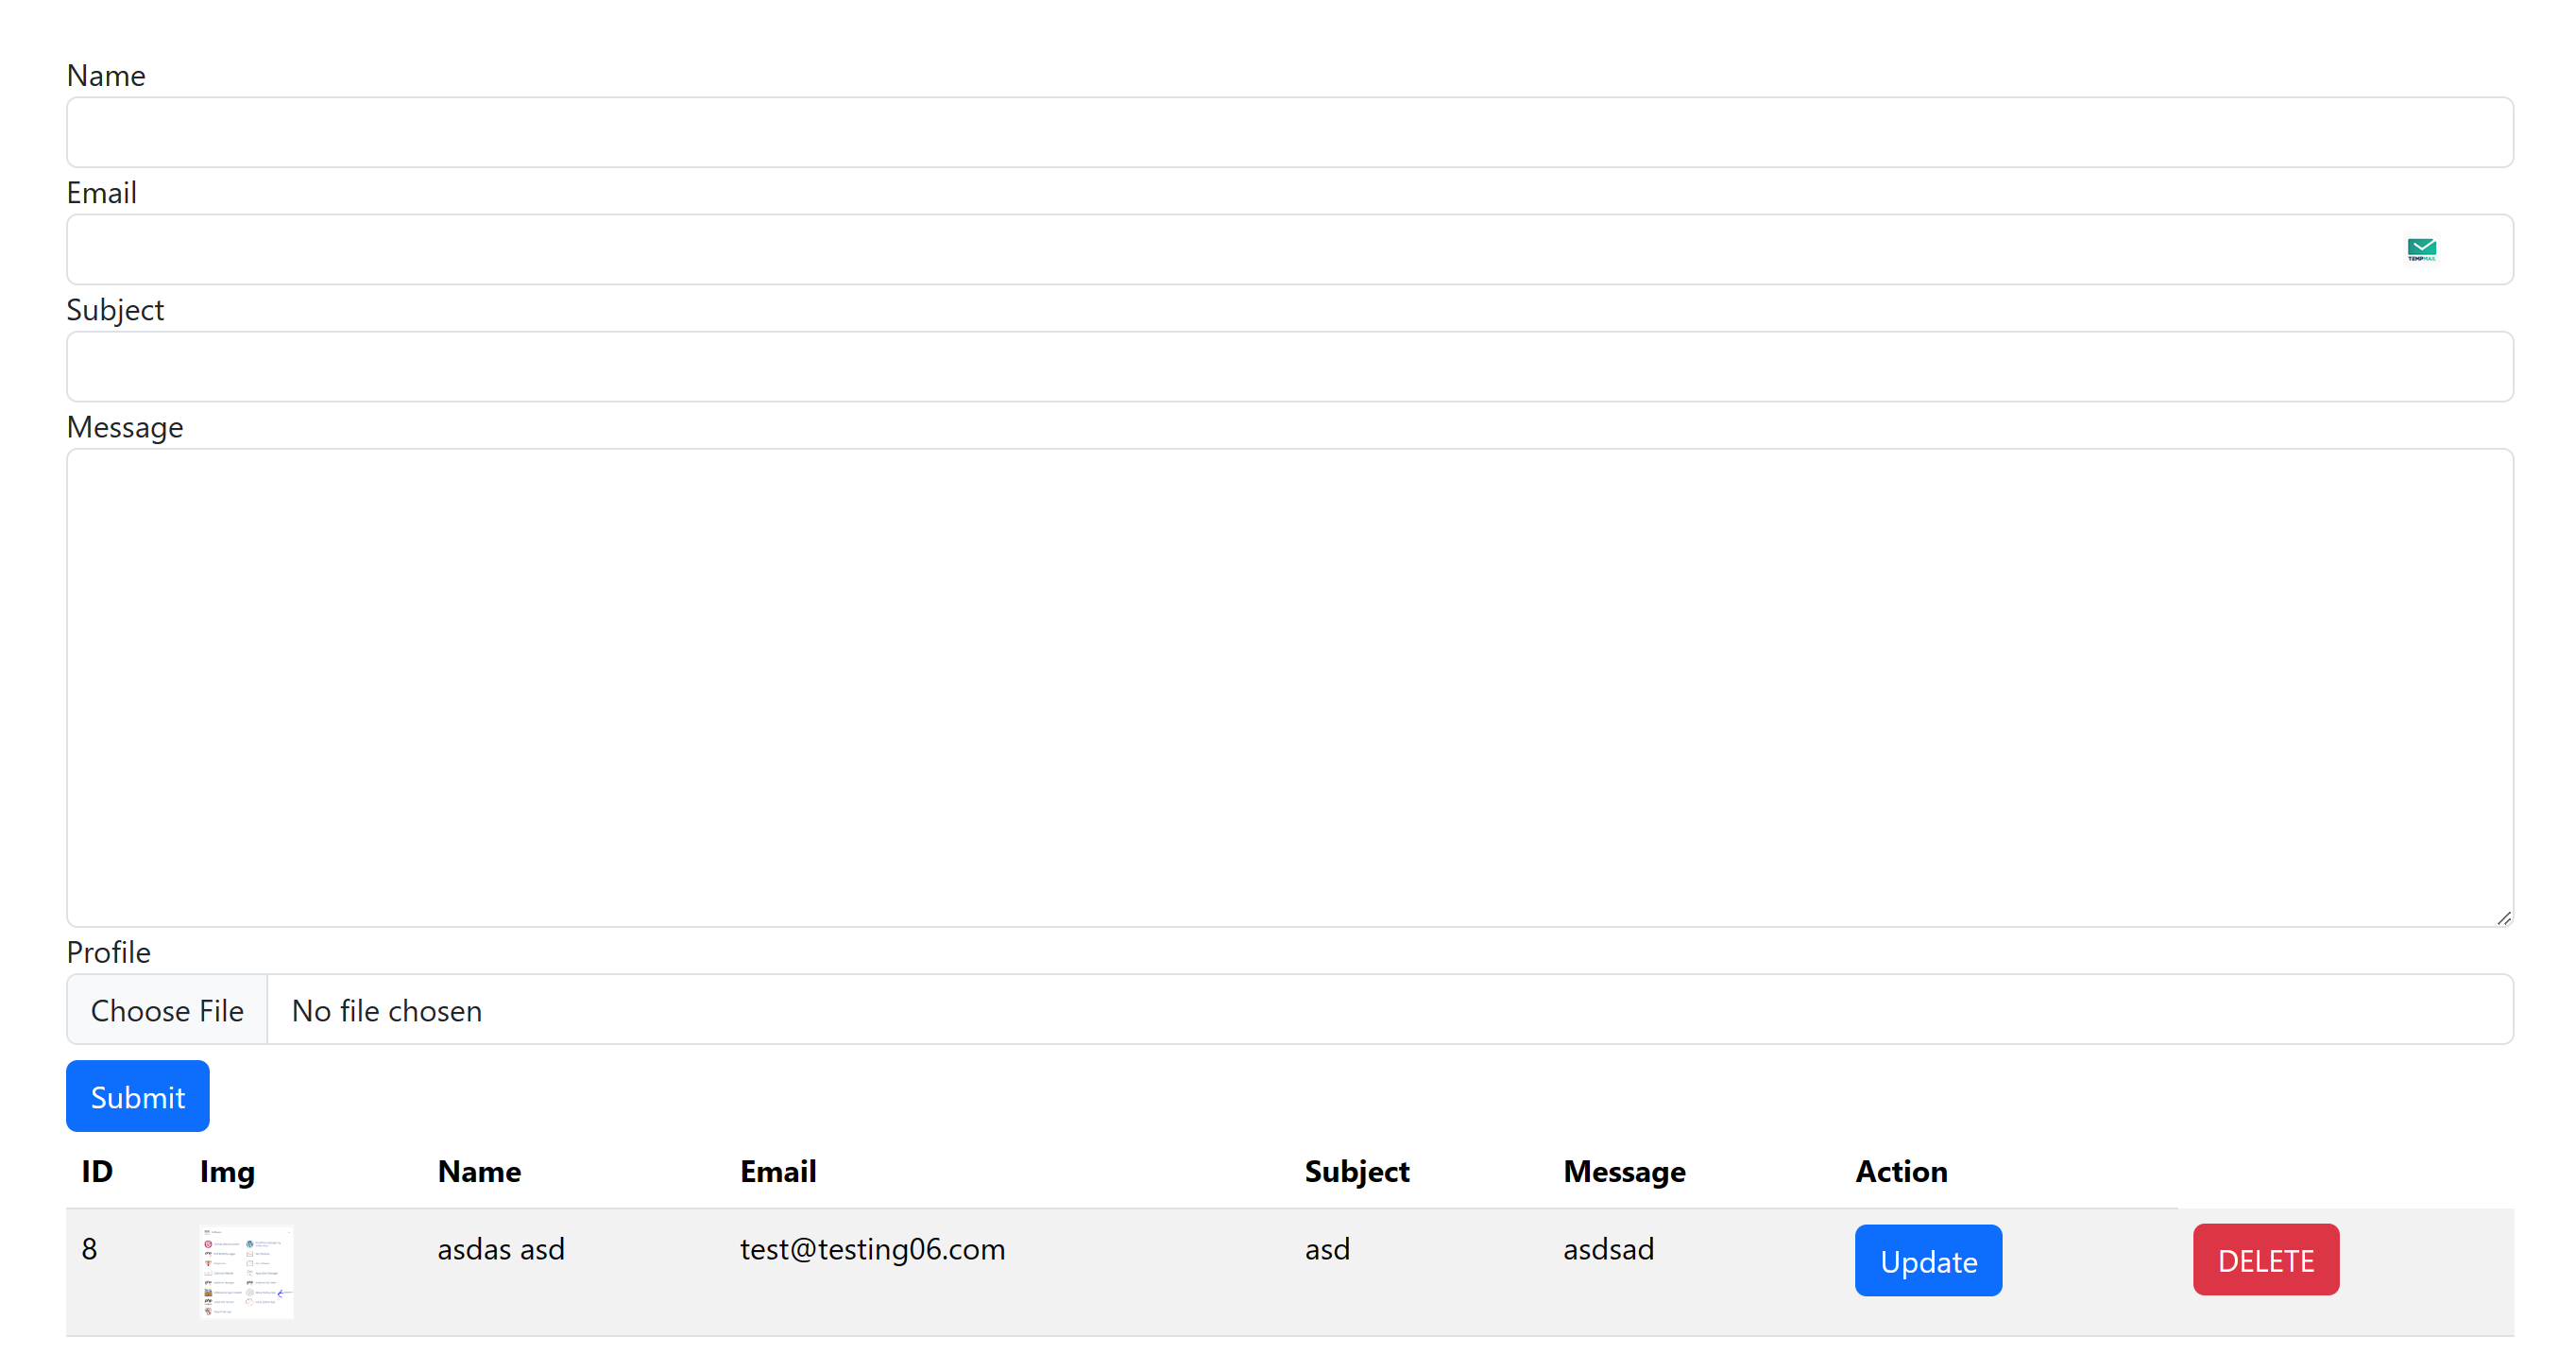 Name
Email
TEMPMAIL
Subject
Message
Profile
Choose File No file chosen
Submit
ID Img Name Email Subject Message Action
8 asdas asd test@testing06.com asd asdsad Update DELETE